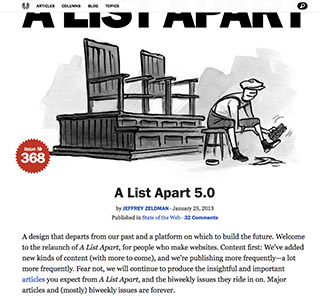 ARTICLES COLUMNS BLOG TOPICS
A LIST APART
Issue №
368
A List Apart 5.0
by JEFFREY ZELDMAN · January 25, 2013
Published in State of the Web · 32 Comments
A design that departs from our past and a platform on which to build the future. Welcome
to the relaunch of A List Apart, for people who make websites. Content first: We've added
new kinds of content (with more to come), and we're publishing more frequently—a lot
more frequently. Fear not, we will continue to produce the insightful and important
articles you expect from A List Apart, and the biweekly issues they ride in on. Major
articles and (mostly) biweekly issues are forever.